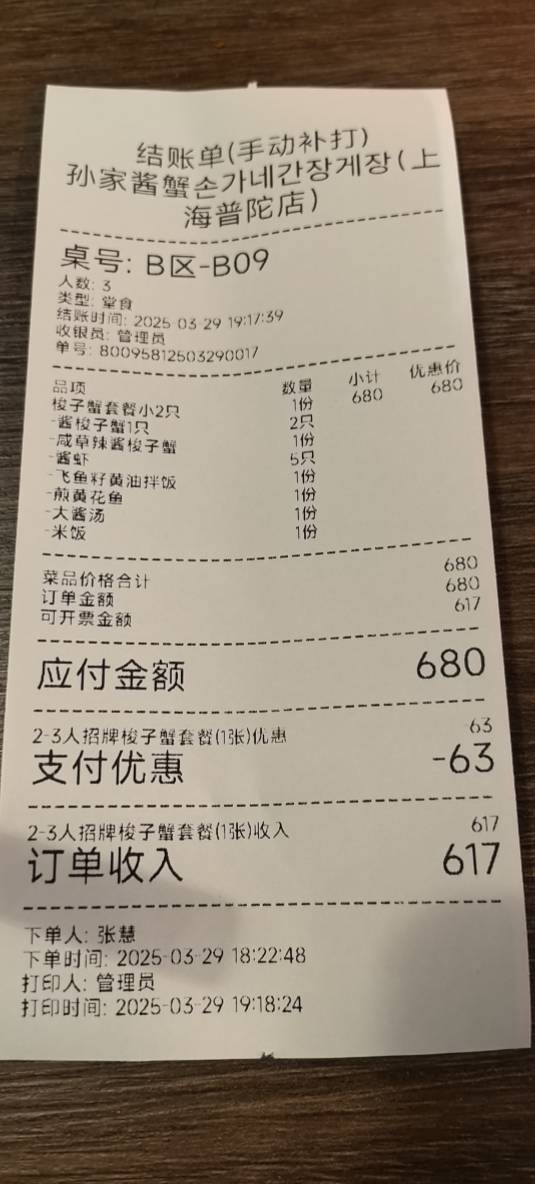 结账单(手动补打)
孙家酱蟹손가네간장게장(上
海普陀店)
桌号: B区-B09
人数: 3
类型: 堂食
结账时间: 2025-03-29 19:17:39
收银员: 管理员
单号: 80095812503290017
品项 数量 小计 优惠价
梭子蟹套餐小2只 1份 680 680
-酱梭子蟹1只 2只
-咸草辣酱梭子蟹 1份
-酱虾 5只
-飞鱼籽黄油拌饭 1份
-煎黄花鱼 1份
-大酱汤 1份
-米饭 1份
菜品价格合计 680
订单金额 680
可开票金额 617
应付金额 680
2-3人招牌梭子蟹套餐(1张)优惠 63
支付优惠 -63
2-3人招牌梭子蟹套餐(1张)收入 617
订单收入 617
下单人: 张慧
下单时间: 2025-03-29 18:22:48
打印人: 管理员
打印时间: 2025-03-29 19:18:24